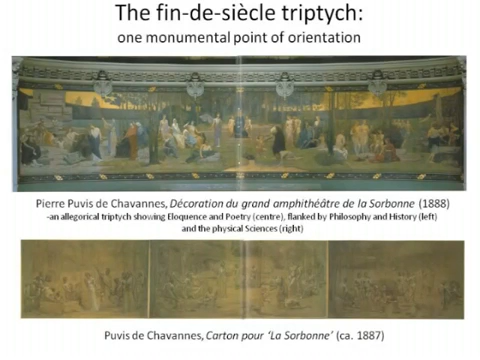 The fin-de-siècle triptych:
one monumental point of orientation
Pierre Puvis de Chavannes, Décoration du grand amphithéâtre de la Sorbonne (1888)
-an allegorical triptych showing Eloquence and Poetry (centre), flanked by Philosophy and History (left)
and the physical Sciences (right)
Puvis de Chavannes, Carton pour ‘La Sorbonne’ (ca. 1887)